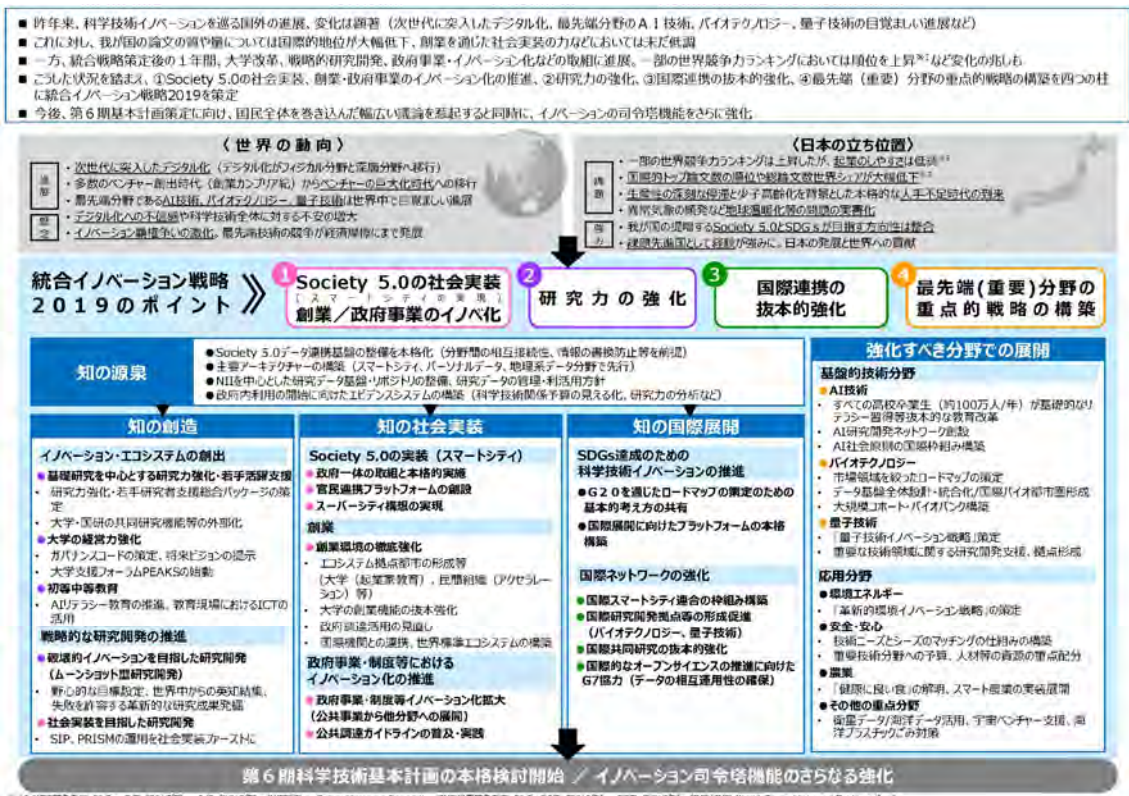 ■ 昨年来、科学技術イノベーションを巡る国外の進展、変化は顕著（次世代に突入したデジタル化、最先端分野のＡＩ技術、バイオテクノロジー、量子技術の目覚ましい進展など）
■ これに対し、我が国の論文の質や量については国際的地位が大幅低下、創業を通じた社会実装の力などにおいては未だ低調
■ 一方、統合戦略策定後の１年間、大学改革、戦略的研究開発、政府事業・イノベーション化などの取組に進展。一部の世界競争力ランキングにおいては順位を上昇など変化の兆しも
■ こうした状況を踏まえ、①Society 5.0の社会実装、創業・政府事業のイノベーション化の推進、②研究力の強化、③国際連携の抜本的強化、④最先端（重要）分野の重点的戦略の構築を四つの柱
に統合イノベーション戦略2019を策定
■ 今後、第６期基本計画策定に向け、国民全体を巻き込んだ幅広い議論を惹起すると同時に、イノベーションの司令塔機能をさらに強化
〈世界の動向〉
進展
・次世代に突入したデジタル化（デジタル化がフィジカル分野と深層分野へ移行）
・多数のベンチャー創出時代（創業カンブリア紀）からベンチャーの巨大化時代への移行
・最先端分野であるAI技術、バイオテクノロジー、量子技術は世界中で目覚ましい進展
懸念
・デジタル化への不信感や科学技術全体に対する不安の増大
・イノベーション覇権争いの激化。最先端技術の競争が経済摩擦にまで発展
〈日本の立ち位置〉
課題
・一部の世界競争力ランキングは上昇したが、起業のしやすさは低調
・国際的トップ論文数の順位や総論文数世界シェアが大幅低下
・生産性の深刻な停滞と少子高齢化を背景とした本格的な人手不足時代の到来
・異常気象の頻発など地球温暖化等の問題の実害化
強力
・我が国の提唱するSociety 5.0とSDGsが目指す方向性は整合
・課題先進国として経験が強みに。日本の発展と世界への貢献
統合イノベーション戦略
２０１９のポイント
1
Society 5.0の社会実装
（スマートシティの実現）
創業／政府事業のイノベ化
2
研究力の強化
3
国際連携の
抜本的強化
4
最先端(重要)分野の
重点的戦略の構築
知の源泉
●Society 5.0データ連携基盤の整備を本格化（分野間の相互接続性、情報の書換防止等を前提）
●主要アーキテクチャーの構築（スマートシティ、パーソナルデータ、地理系データ分野で先行）
●NIIを中心とした研究データ基盤・リポジトリの整備、研究データの管理・利活用方針
●政府内利用の開始に向けたエビデンスシステムの構築（科学技術関係予算の見える化、研究力の分析など）
知の創造
イノベーション・エコシステムの創出
●基礎研究を中心とする研究力強化・若手活躍支援
・研究力強化・若手研究者支援総合パッケージの策
定
・大学・国研の共同研究機能等の外部化
●大学の経営力強化
・ガバナンスコードの策定、将来ビジョンの提示
・大学支援フォーラムPEAKSの始動
●初等中等教育
・AIリテラシー教育の推進、教育現場におけるICTの
活用
戦略的な研究開発の推進
●破壊的イノベーションを目指した研究開発
（ムーンショット型研究開発）
・野心的な目標設定、世界中からの英知結集、
失敗を許容する革新的な研究成果発掘
●社会実装を目指した研究開発
・SIP、PRISMの運用を社会実装ファーストに
知の社会実装
Society 5.0の実装（スマートシティ）
●政府一体の取組と本格的実施
●官民連携プラットフォームの創設
●スーパーシティ構想の実現
創業
●創業環境の徹底強化
・エコシステム拠点都市の形成等
（大学（起業家教育）、民間組織（アクセラレー
ション）等）
・大学の創業機能の抜本強化
・政府調達活用の見直し
・国際機関との連携、世界標準エコシステムの構築
政府事業・制度等における
イノベーション化の推進
●政府事業・制度等イノベーション化拡大
（公共事業から他分野への展開）
●公共調達ガイドラインの普及・実践
知の国際展開
SDGs達成のための
科学技術イノベーションの推進
●Ｇ２０を通じたロードマップの策定のための
基本的考え方の共有
●国際展開に向けたプラットフォームの本格
構築
国際ネットワークの強化
●国際スマートシティ連合の枠組み構築
●国際研究開発拠点等の形成促進
（バイオテクノロジー、量子技術）
●国際共同研究の抜本的強化
●国際的なオープンサイエンスの推進に向けた
G7協力（データの相互運用性の確保）
強化すべき分野での展開
基盤的技術分野
●AI技術
・すべての高校卒業生（約100万人/年）が基礎的なリ
テラシー習得等抜本的な教育改革
・AI研究開発ネットワーク創設
・AI社会原則の国際枠組み構築
●バイオテクノロジー
・市場領域を絞ったロードマップの策定
・データ基盤全体設計・統合化/国際バイオ都市圏形成
・大規模コホート・バイオバンク構築
●量子技術
・「量子技術イノベーション戦略」策定
・重要な技術領域に関する研究開発支援、拠点形成
応用分野
●環境エネルギー
・「革新的環境イノベーション戦略」の策定
●安全・安心
・技術ニーズとシーズのマッチングの仕組みの構築
・重要技術分野への予算、人材等の資源の重点配分
●農業
・「健康に良い食」の解明、スマート農業の実装展開
●その他の重点分野
・衛星データ/海洋データ活用、宇宙ベンチャー支援、海
洋プラスチックごみ対策
第６期科学技術基本計画の本格検討開始 ／ イノベーション司令塔機能のさらなる強化